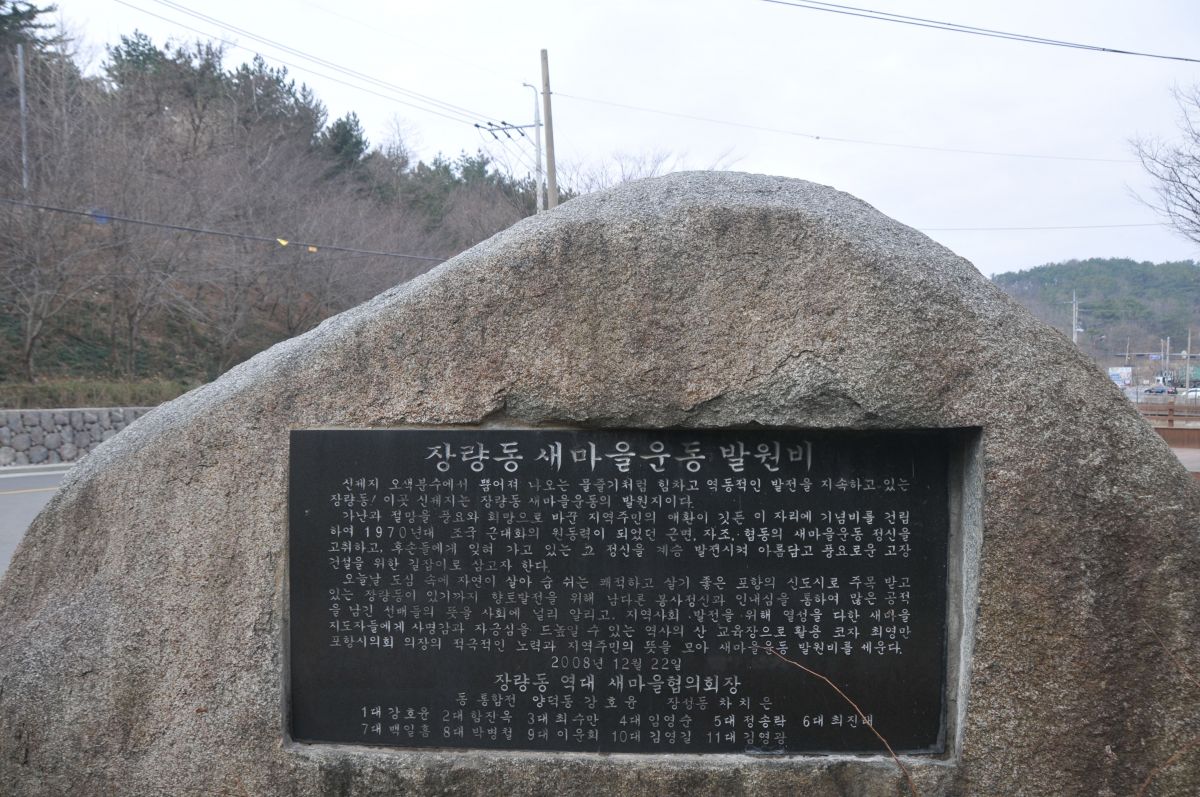 장량동 새마을운동 발원비
신제지 오색분수에서 뿜어져 나오는 물줄기처럼 힘차고 역동적인 발전을 지속하고 있는
장량동! 이곳 신제지는 장량동 새마을운동의 발원지이다.
가난과 절망을 풍요와 희망으로 바꾼 지역주민의 애환이 깃든 이 자리에 기념비를 건립
하여 1970년대 조국 근대화의 원동력이 되었던 근면, 자조, 협동의 새마을운동 정신을
고취하고, 후손들에게 잊혀 가고 있는 그 정신을 계승 발전시켜 아름답고 풍요로운 고장
건설을 위한 길잡이로 삼고자 한다.
오늘날 도심 속에 자연이 살아 숨 쉬는 쾌적하고 살기 좋은 포항의 신도시로 주목 받고
있는 장량동이 있기까지 향토발전을 위해 남다른 봉사정신과 인내심을 통하여 많은 공적
을 남긴 선배들의 뜻을 사회에 널리 알리고, 지역사회 발전을 위해 열성을 다한 새마을
지도자들에게 사명감과 자긍심을 드높일 수 있는 역사의 산 교육장으로 활용 코자 최영만
포항시의회 의장의 적극적인 노력과 지역주민의 뜻을 모아 새마을운동 발원비를 세운다.
2008년 12월 22일
장량동 역대 새마을협의회장
동 통합전 양덕동 강호윤 장성동 차치은
1대 강호윤 2대 함진옥 3대 최수만 4대 임영순 5대 정송락 6대 최진태
7대 백일흠 8대 박병철 9대 이운회 10대 김영길 11대 김영광